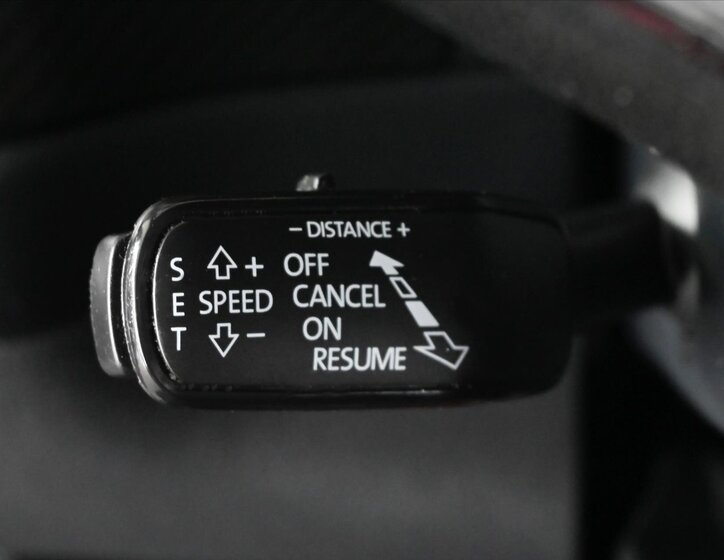 – DISTANCE +
S + OFF
E SPEED CANCEL
T – ON
RESUME